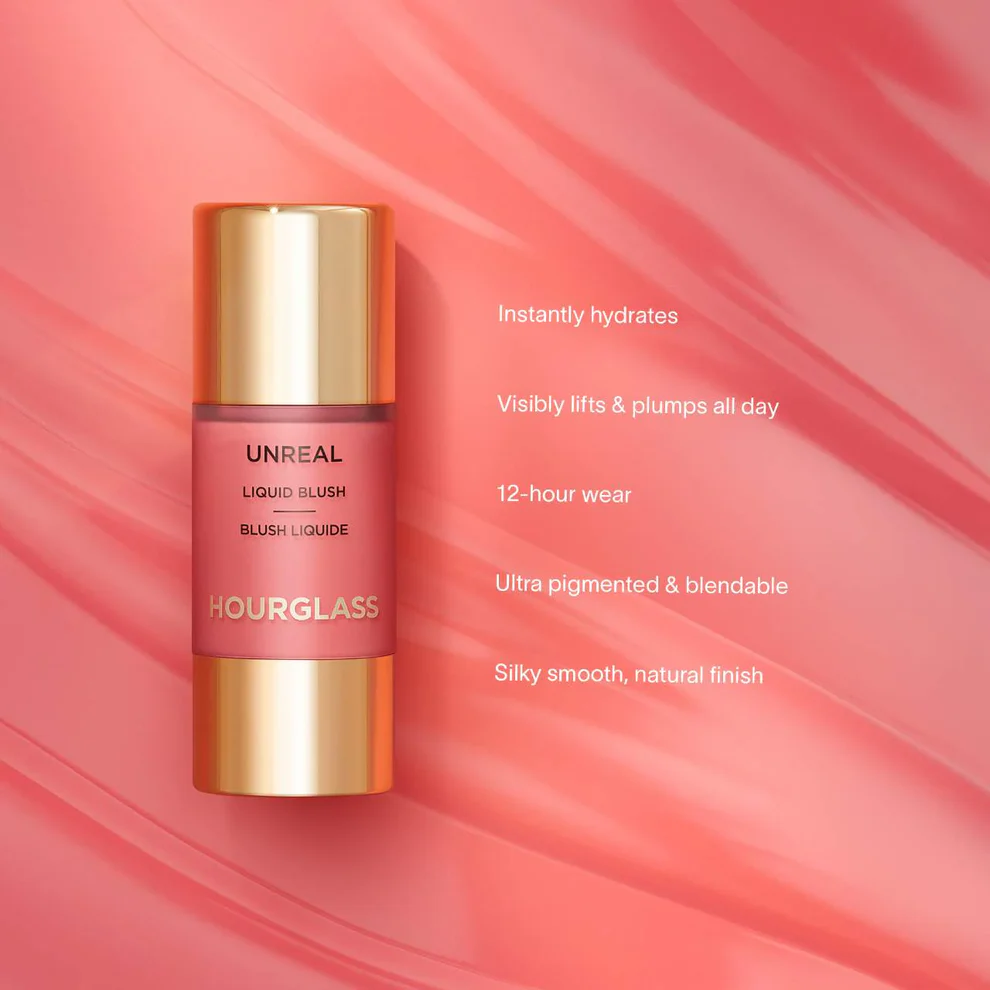 UNREAL
LIQUID BLUSH
BLUSH LIQUIDE
HOURGLASS
Instantly hydrates
Visibly lifts & plumps all day
12-hour wear
Ultra pigmented & blendable
Silky smooth, natural finish